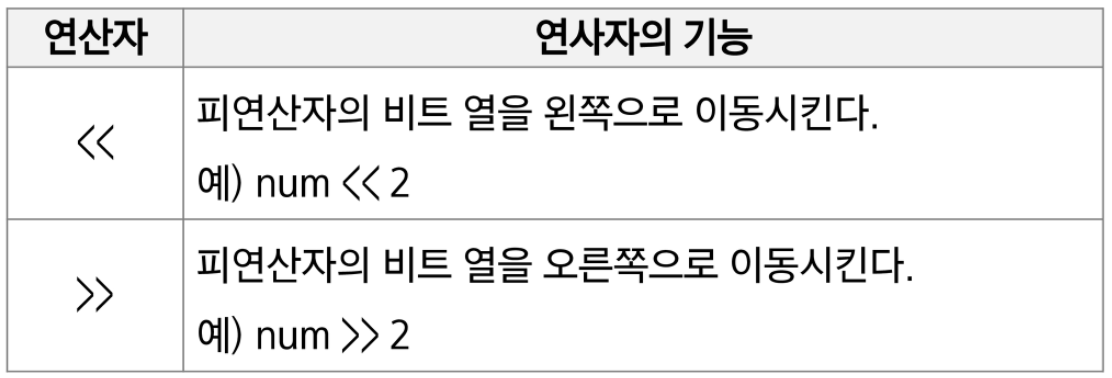 연산자 연사자의 기능
<< 피연산자의 비트 열을 왼쪽으로 이동시킨다.
예) num << 2
>> 피연산자의 비트 열을 오른쪽으로 이동시킨다.
예) num >> 2